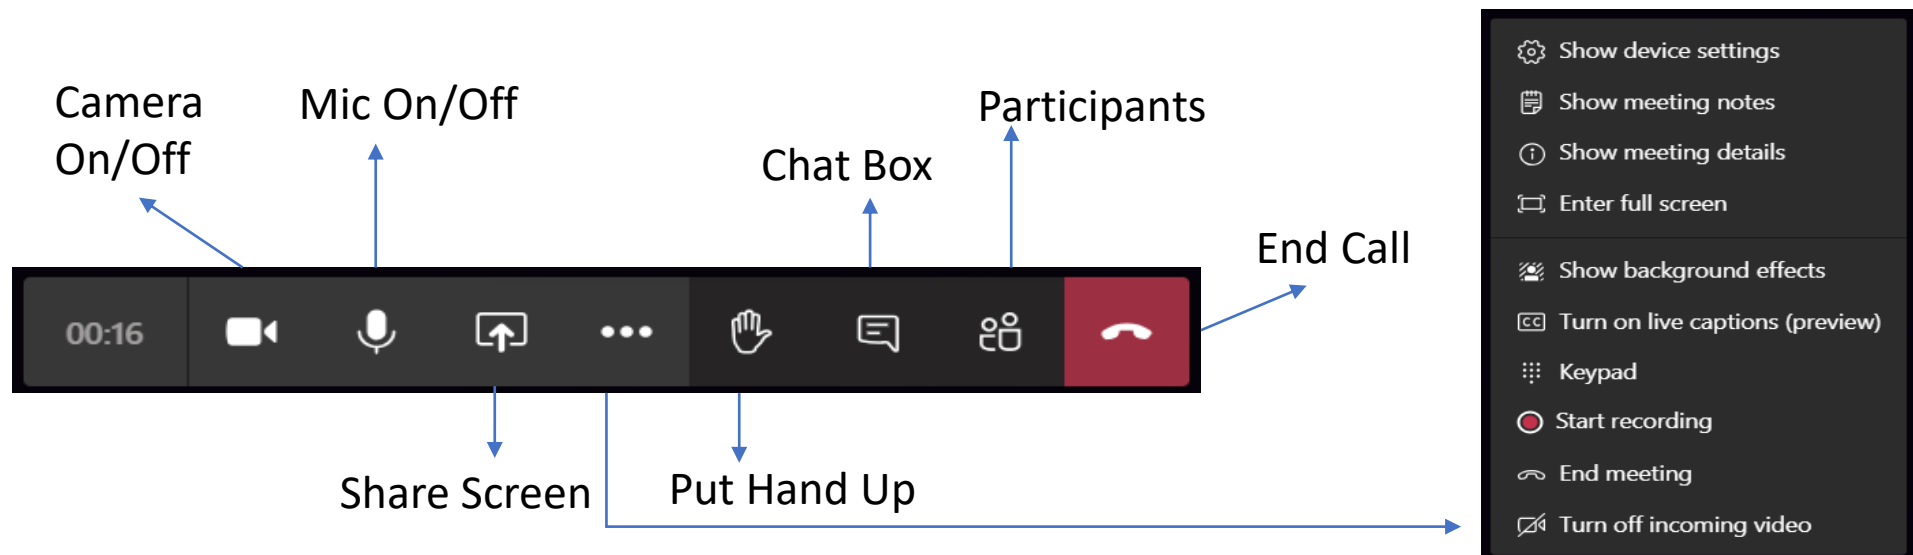 Camera
On/Off
Mic On/Off
Chat Box
Participants
End Call
00:16
Share Screen
Put Hand Up
Show device settings
Show meeting notes
Show meeting details
Enter full screen
Show background effects
CC Turn on live captions (preview)
Keypad
Start recording
End meeting
Turn off incoming video